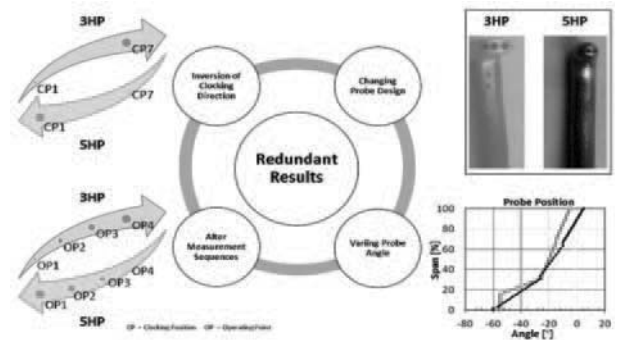 3HP
CP7
CP1
CP7
CP1
5HP
3HP
OP4
OP3
OP2
OP1
OP4
OP3
OP2
OP1
5HP
Inversion of
Clocking
Direction
Changing
Probe Design
Redundant
Results
Alter
Measurement
Sequences
Variing Probe
Angle
CP – Clocking Position OP – Operating Point
3HP 5HP
Probe Position
Span [%]
100
80
60
40
20
0
-80 -60 -40 -20 0 20
Angle [°]